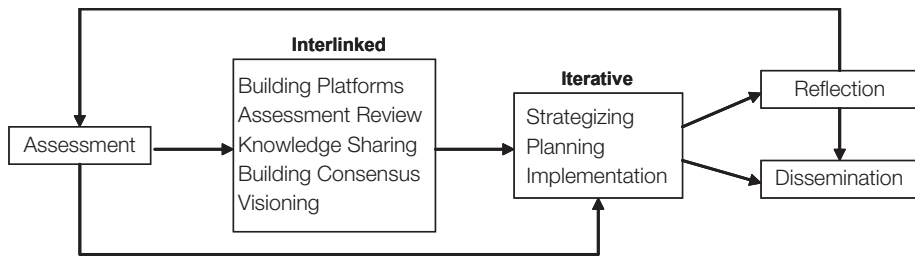 Interlinked
Building Platforms
Assessment Review
Knowledge Sharing
Building Consensus
Visioning
Assessment
Iterative
Strategizing
Planning
Implementation
Reflection
Dissemination